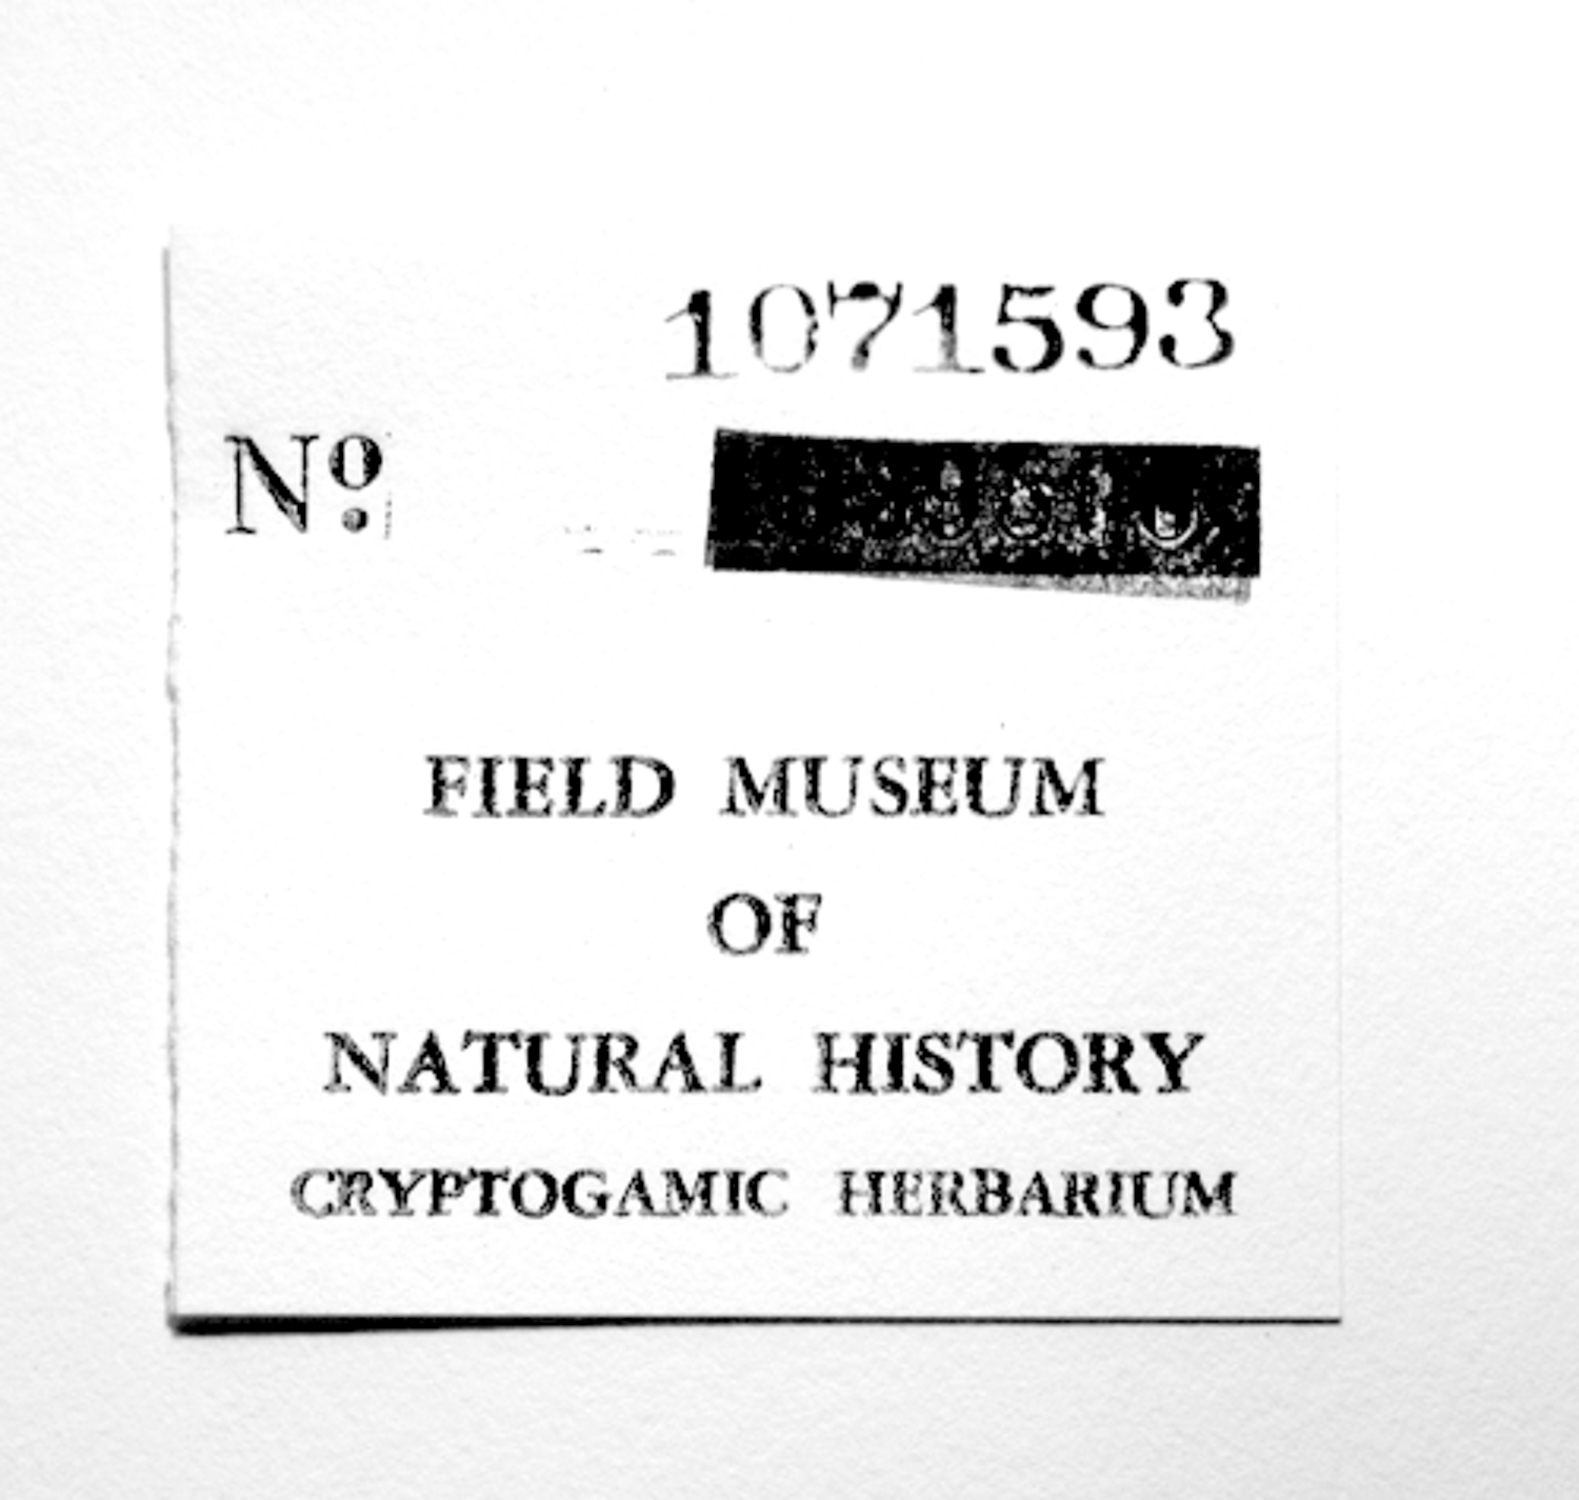 1071593
Nº.
FIELD MUSEUM
OF
NATURAL HISTORY
CRYPTOGAMIC HERBARIUM